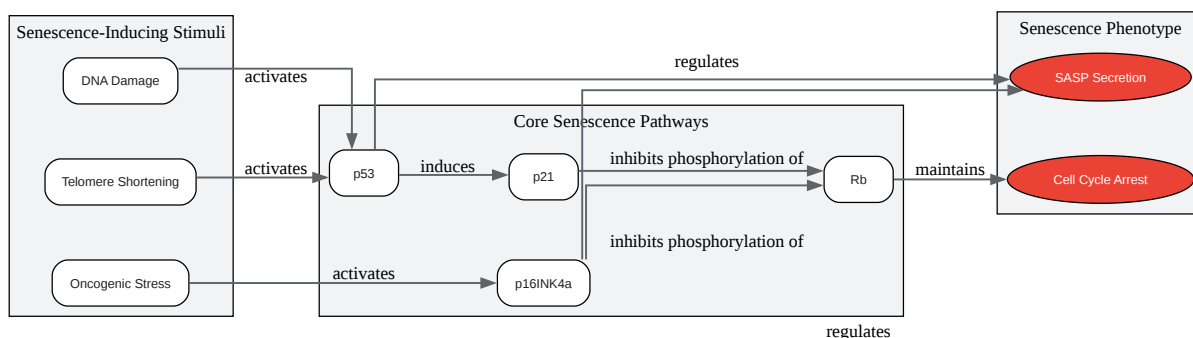 Senescence-Inducing Stimuli
Senescence Phenotype
DNA Damage
activates
regulates
SASP Secretion
Core Senescence Pathways
Telomere Shortening
activates
p53
induces
p21
inhibits phosphorylation of
Rb
maintains
Cell Cycle Arrest
inhibits phosphorylation of
Oncogenic Stress
activates
p16INK4a
regulates